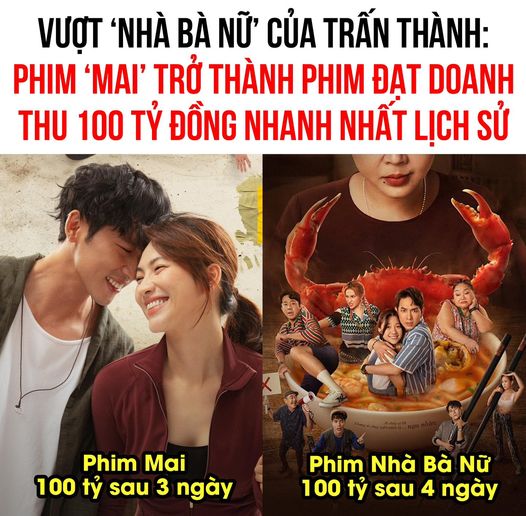 VƯỢT ‘NHÀ BÀ NỮ’ CỦA TRẤN THÀNH:
PHIM ‘MAI’ TRỞ THÀNH PHIM ĐẠT DOANH
THU 100 TỶ ĐỒNG NHANH NHẤT LỊCH SỬ
Phim Mai
100 tỷ sau 3 ngày
Phim Nhà Bà Nữ
100 tỷ sau 4 ngày